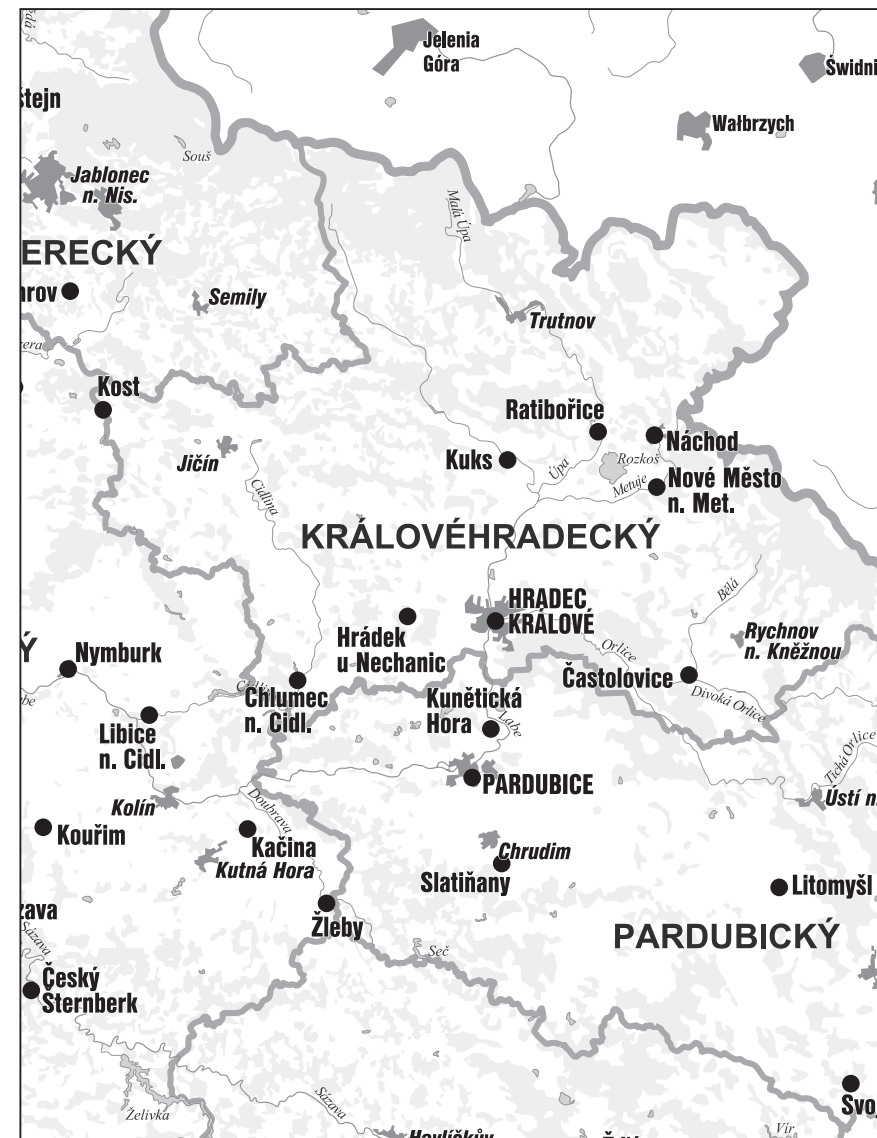 Jelenia
Góra
Świdni
štejn
Wałbrzych
Souš
Jablonec
n. Nis.
Malá Úpa
ERECKÝ
Semily
Trutnov
Kost
Ratibořice
Náchod
Jičín
Kuks
Úpa
Rozkoš
Metuje
Nové Město
n. Met.
Cidlina
KRÁLOVÉHRADECKÝ
Bělá
HRADEC
KRÁLOVÉ
Hrádek
u Nechanic
Orlice
Rychnov
n. Kněžnou
Ý
Nymburk
Častolovice
Divoká Orlice
Chlumec
n. Cidl.
Kunětická
Hora
Labe
Libice
n. Cidl.
Tichá Orlice
PARDUBICE
Kolín
Doubrava
Ústí n.
Kouřim
Kačina
Kutná Hora
Chrudim
Slatiňany
Litomyšl
zava
Sázava
Žleby
PARDUBICKÝ
Seč
Český
Šternberk
Želivka
Sázava
Svo
Vír